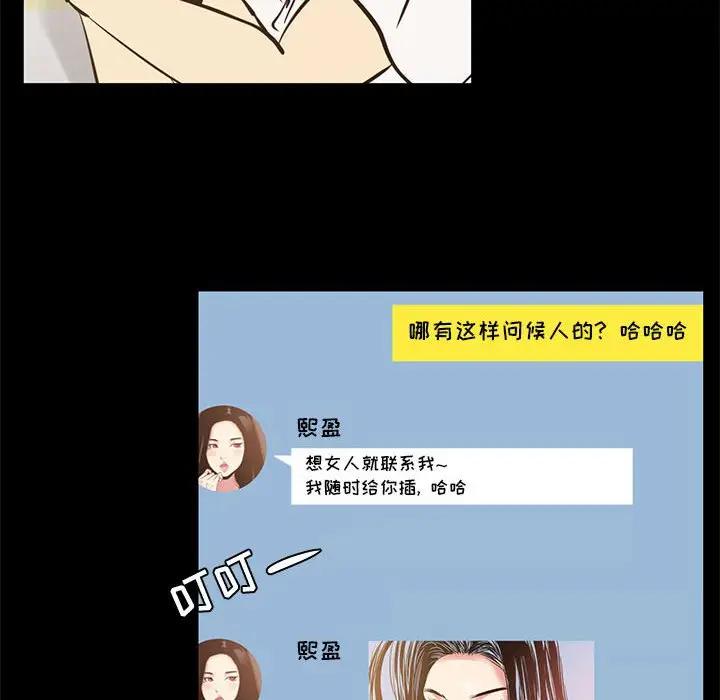 哪有这样问候人的? 哈哈哈
熙盈
想女人就联系我~
我随时给你插, 哈哈
叮叮一
熙盈